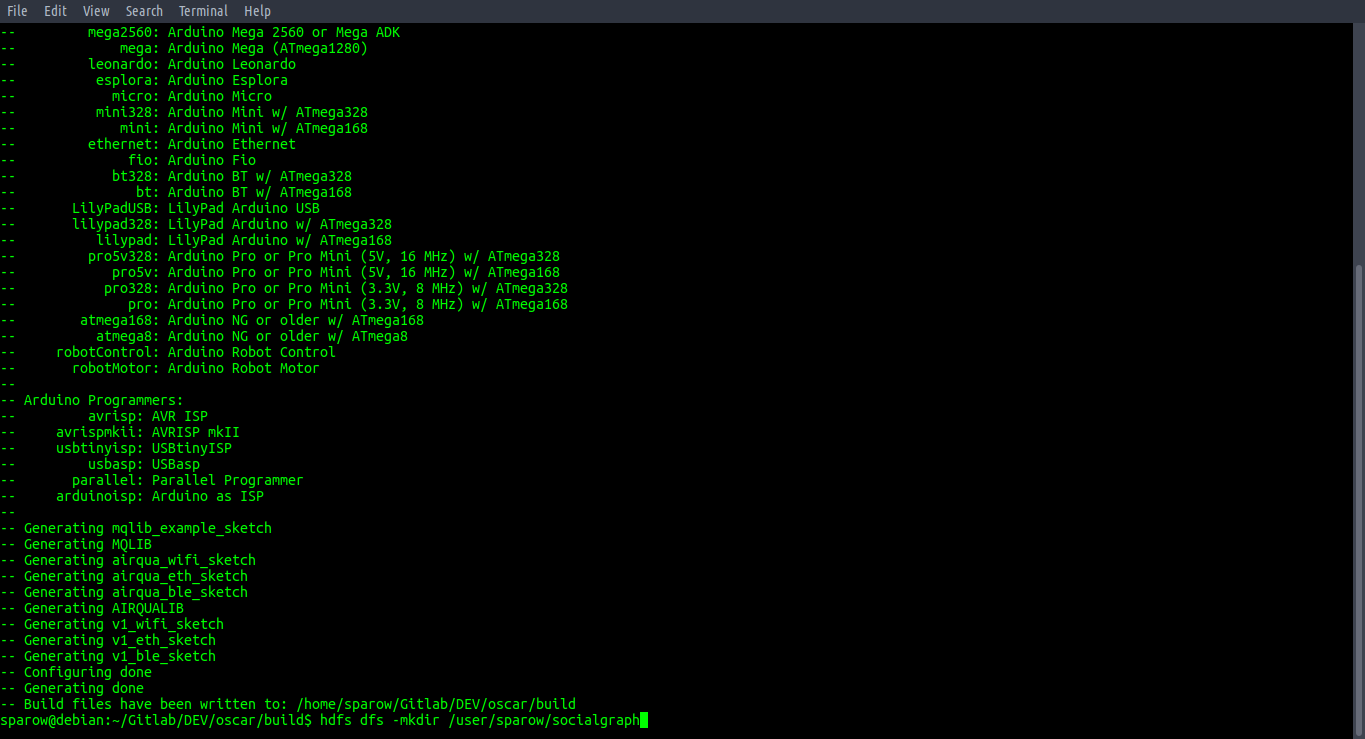 File Edit View Search Terminal Help
--         mega2560: Arduino Mega 2560 or Mega ADK
--             mega: Arduino Mega (ATmega1280)
--         leonardo: Arduino Leonardo
--          esplora: Arduino Esplora
--            micro: Arduino Micro
--          mini328: Arduino Mini w/ ATmega328
--             mini: Arduino Mini w/ ATmega168
--         ethernet: Arduino Ethernet
--              fio: Arduino Fio
--            bt328: Arduino BT w/ ATmega328
--               bt: Arduino BT w/ ATmega168
--       LilyPadUSB: LilyPad Arduino USB
--       lilypad328: LilyPad Arduino w/ ATmega328
--          lilypad: LilyPad Arduino w/ ATmega168
--         pro5v328: Arduino Pro or Pro Mini (5V, 16 MHz) w/ ATmega328
--            pro5v: Arduino Pro or Pro Mini (5V, 16 MHz) w/ ATmega168
--           pro328: Arduino Pro or Pro Mini (3.3V, 8 MHz) w/ ATmega328
--              pro: Arduino Pro or Pro Mini (3.3V, 8 MHz) w/ ATmega168
--        atmega168: Arduino NG or older w/ ATmega168
--          atmega8: Arduino NG or older w/ ATmega8
--     robotControl: Arduino Robot Control
--       robotMotor: Arduino Robot Motor
--
-- Arduino Programmers:
--         avrisp: AVR ISP
--     avrispmkii: AVRISP mkII
--     usbtinyisp: USBtinyISP
--         usbasp: USBasp
--       parallel: Parallel Programmer
--     arduinoisp: Arduino as ISP
--
-- Generating mqlib_example_sketch
-- Generating MQLIB
-- Generating airqua_wifi_sketch
-- Generating airqua_eth_sketch
-- Generating airqua_ble_sketch
-- Generating AIRQUALIB
-- Generating v1_wifi_sketch
-- Generating v1_eth_sketch
-- Generating v1_ble_sketch
-- Configuring done
-- Generating done
-- Build files have been written to: /home/sparow/Gitlab/DEV/oscar/build
sparow@debian:~/Gitlab/DEV/oscar/build$ hdfs dfs -mkdir /user/sparow/socialgraph